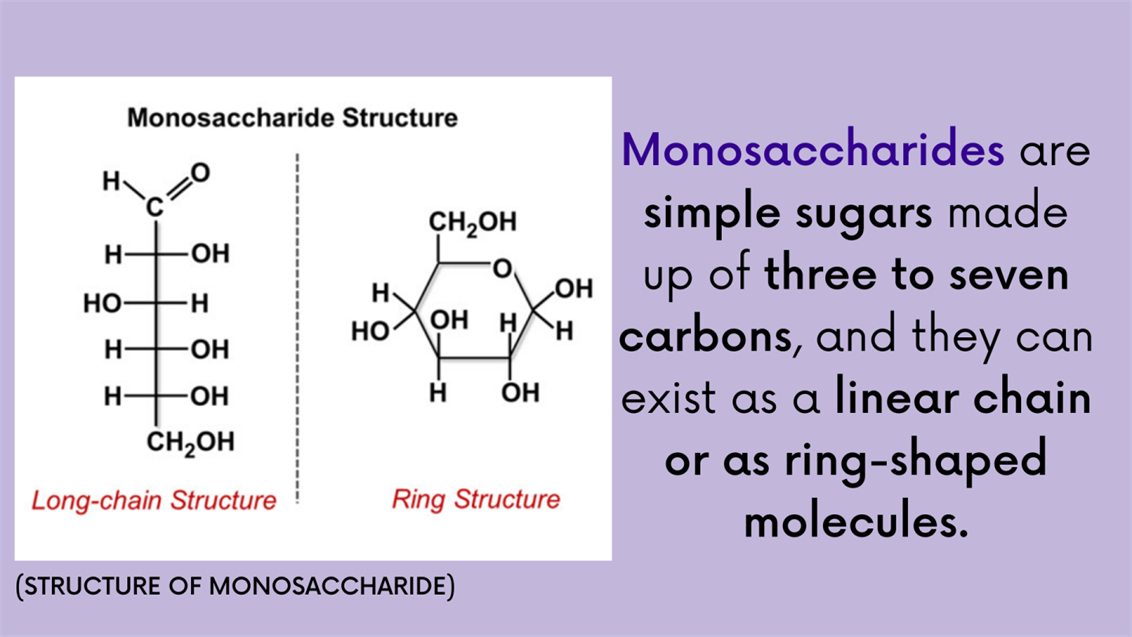 Monosaccharide Structure
H O
C
H OH
HO H
H OH
H OH
CH₂OH
Long-chain Structure
CH₂OH
O
H OH
HO OH H H
H OH
Ring Structure
Monosaccharides are
simple sugars made
up of three to seven
carbons, and they can
exist as a linear chain
or as ring-shaped
molecules.
(STRUCTURE OF MONOSACCHARIDE)